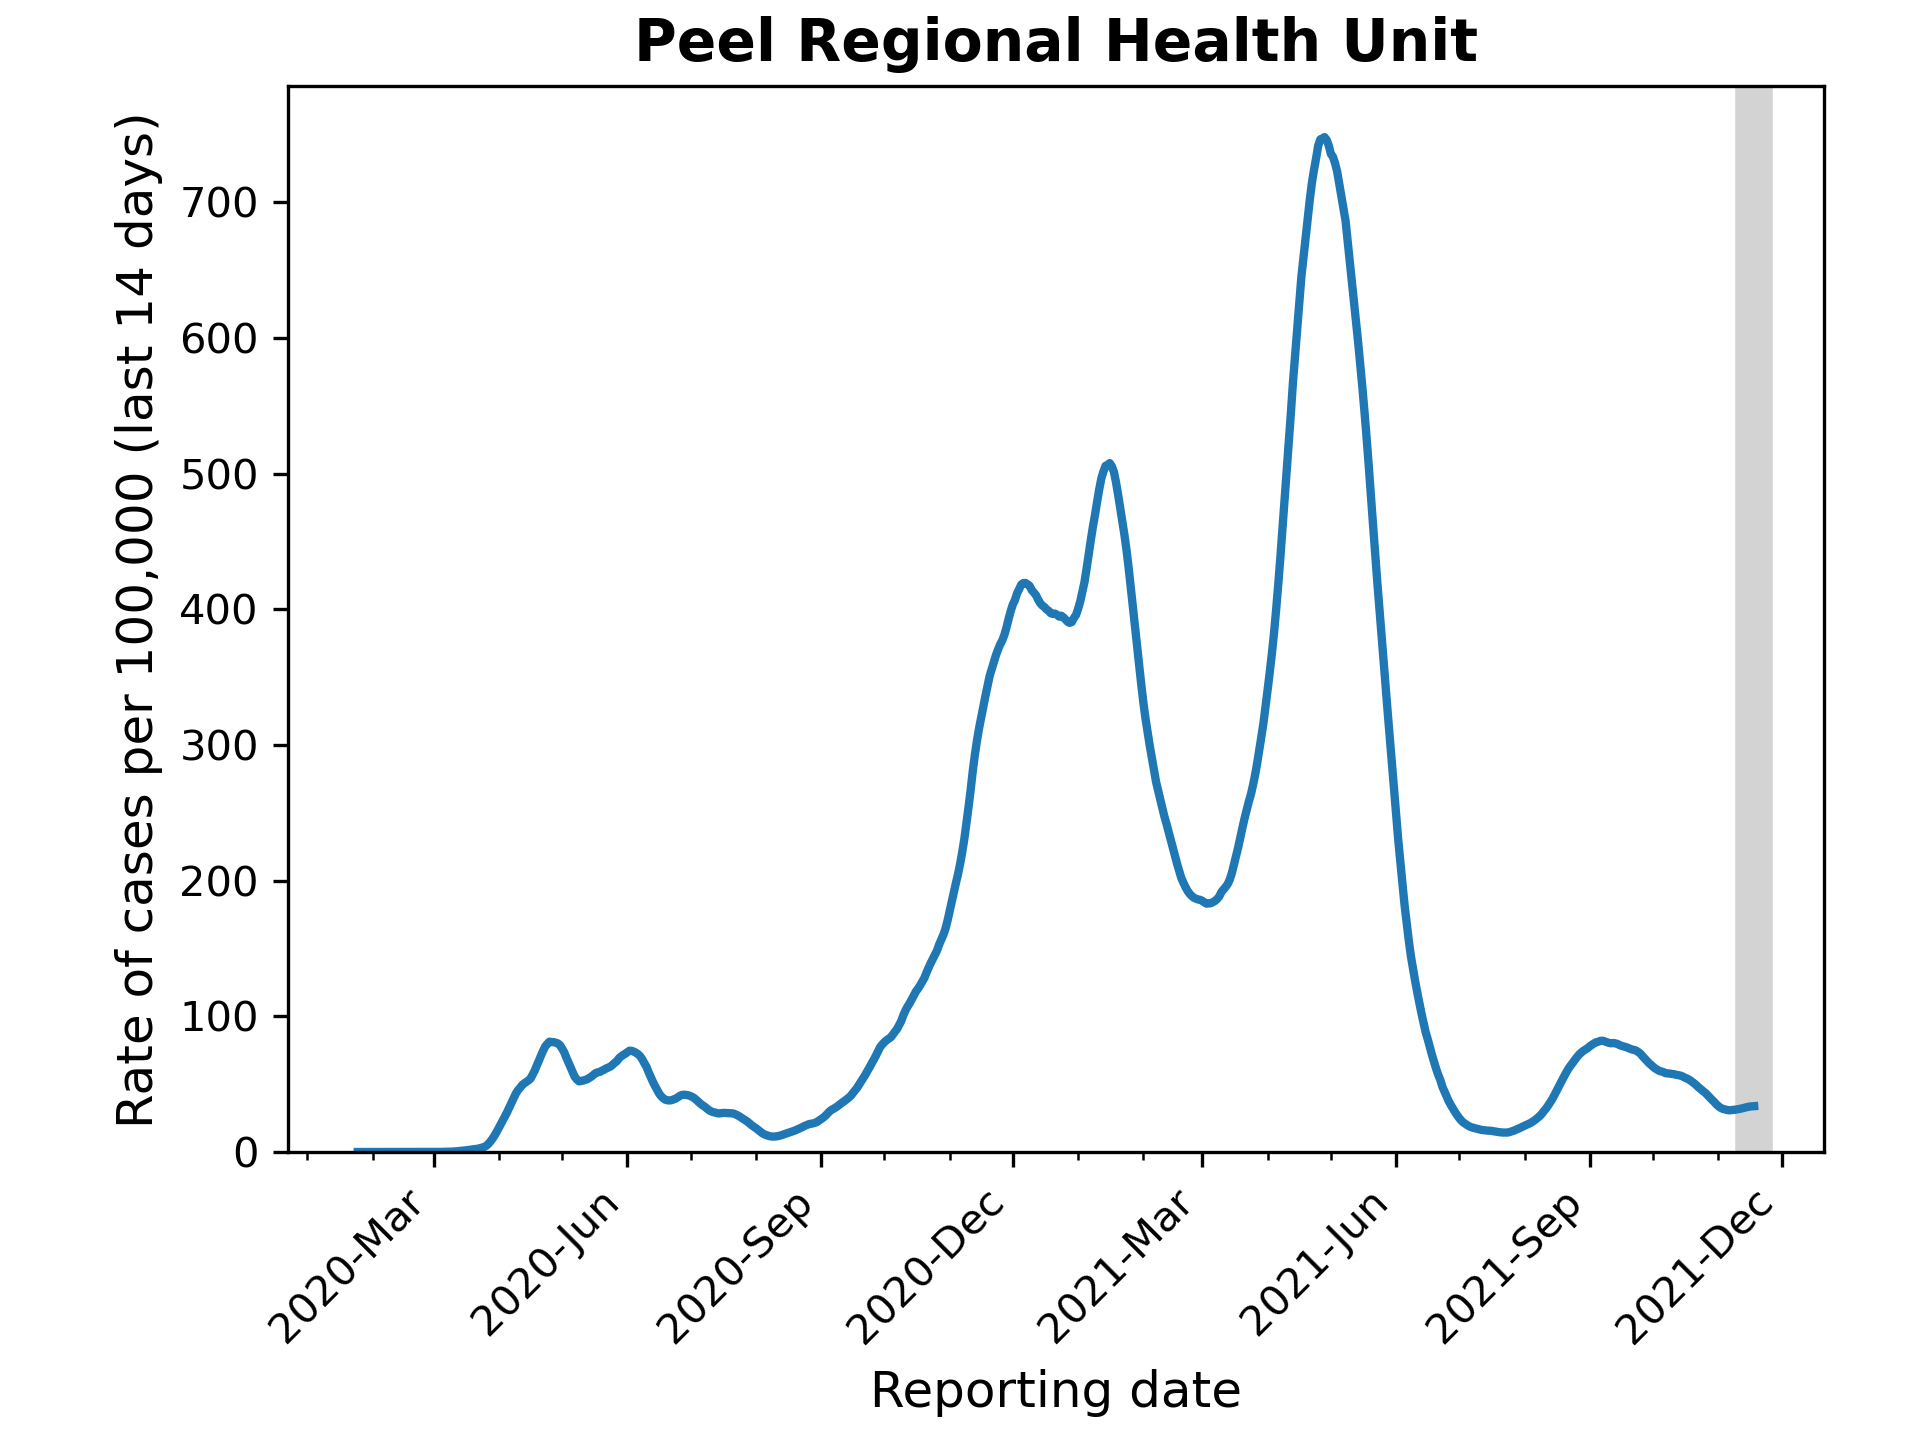 Peel Regional Health Unit
Rate of cases per 100,000 (last 14 days)
700
600
500
400
300
200
100
0
2020-Mar
2020-Jun
2020-Sep
2020-Dec
2021-Mar
2021-Jun
2021-Sep
2021-Dec
Reporting date